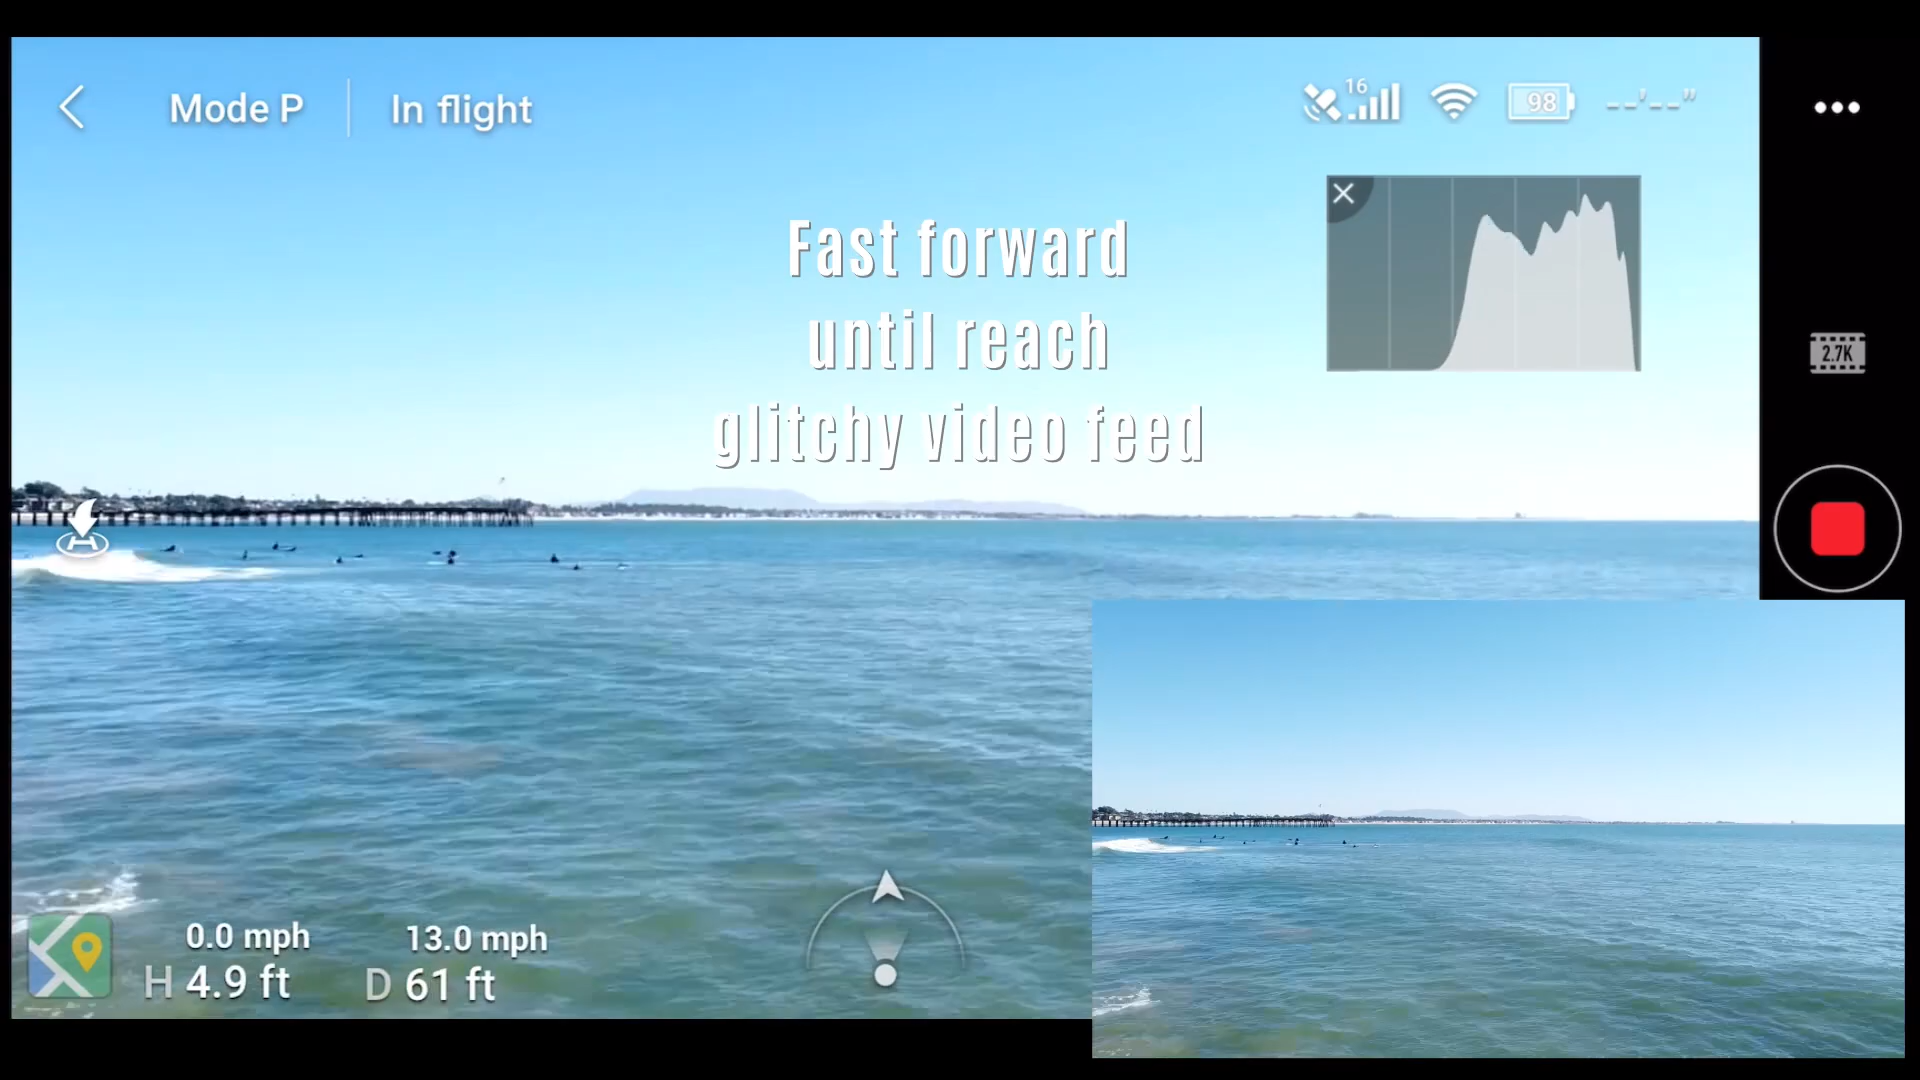 Mode P
In flight
16
98
--'--"
Fast forward
until reach
glitchy video feed
2.7K
0.0 mph
13.0 mph
H 4.9 ft
D 61 ft